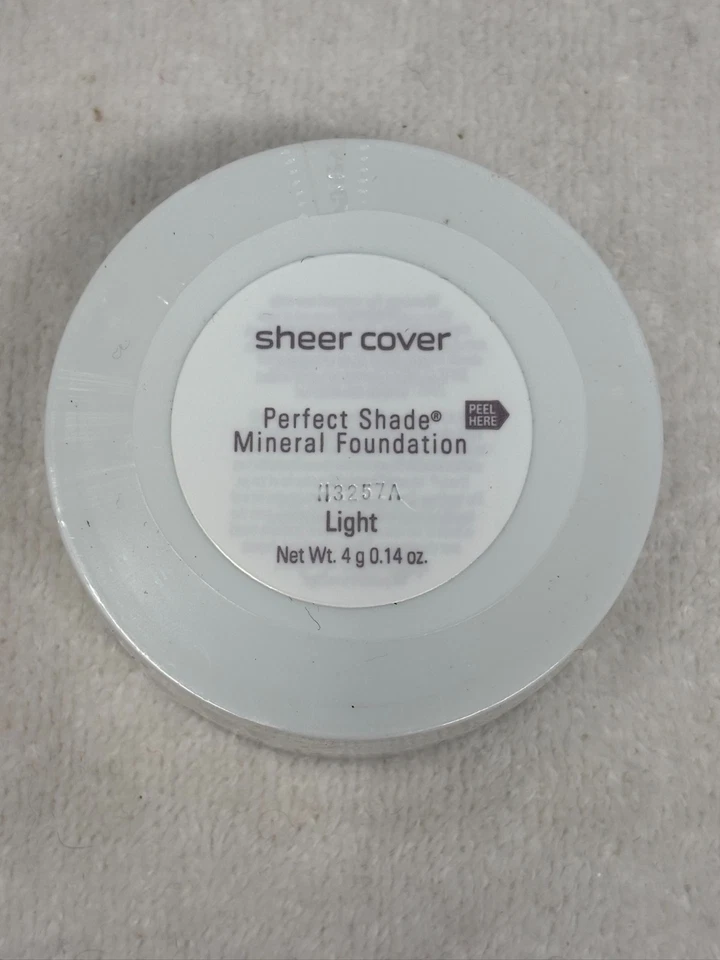 sheer cover
Perfect Shade®
Mineral Foundation
PEEL
HERE
Light
Net Wt. 4 g 0.14 oz.